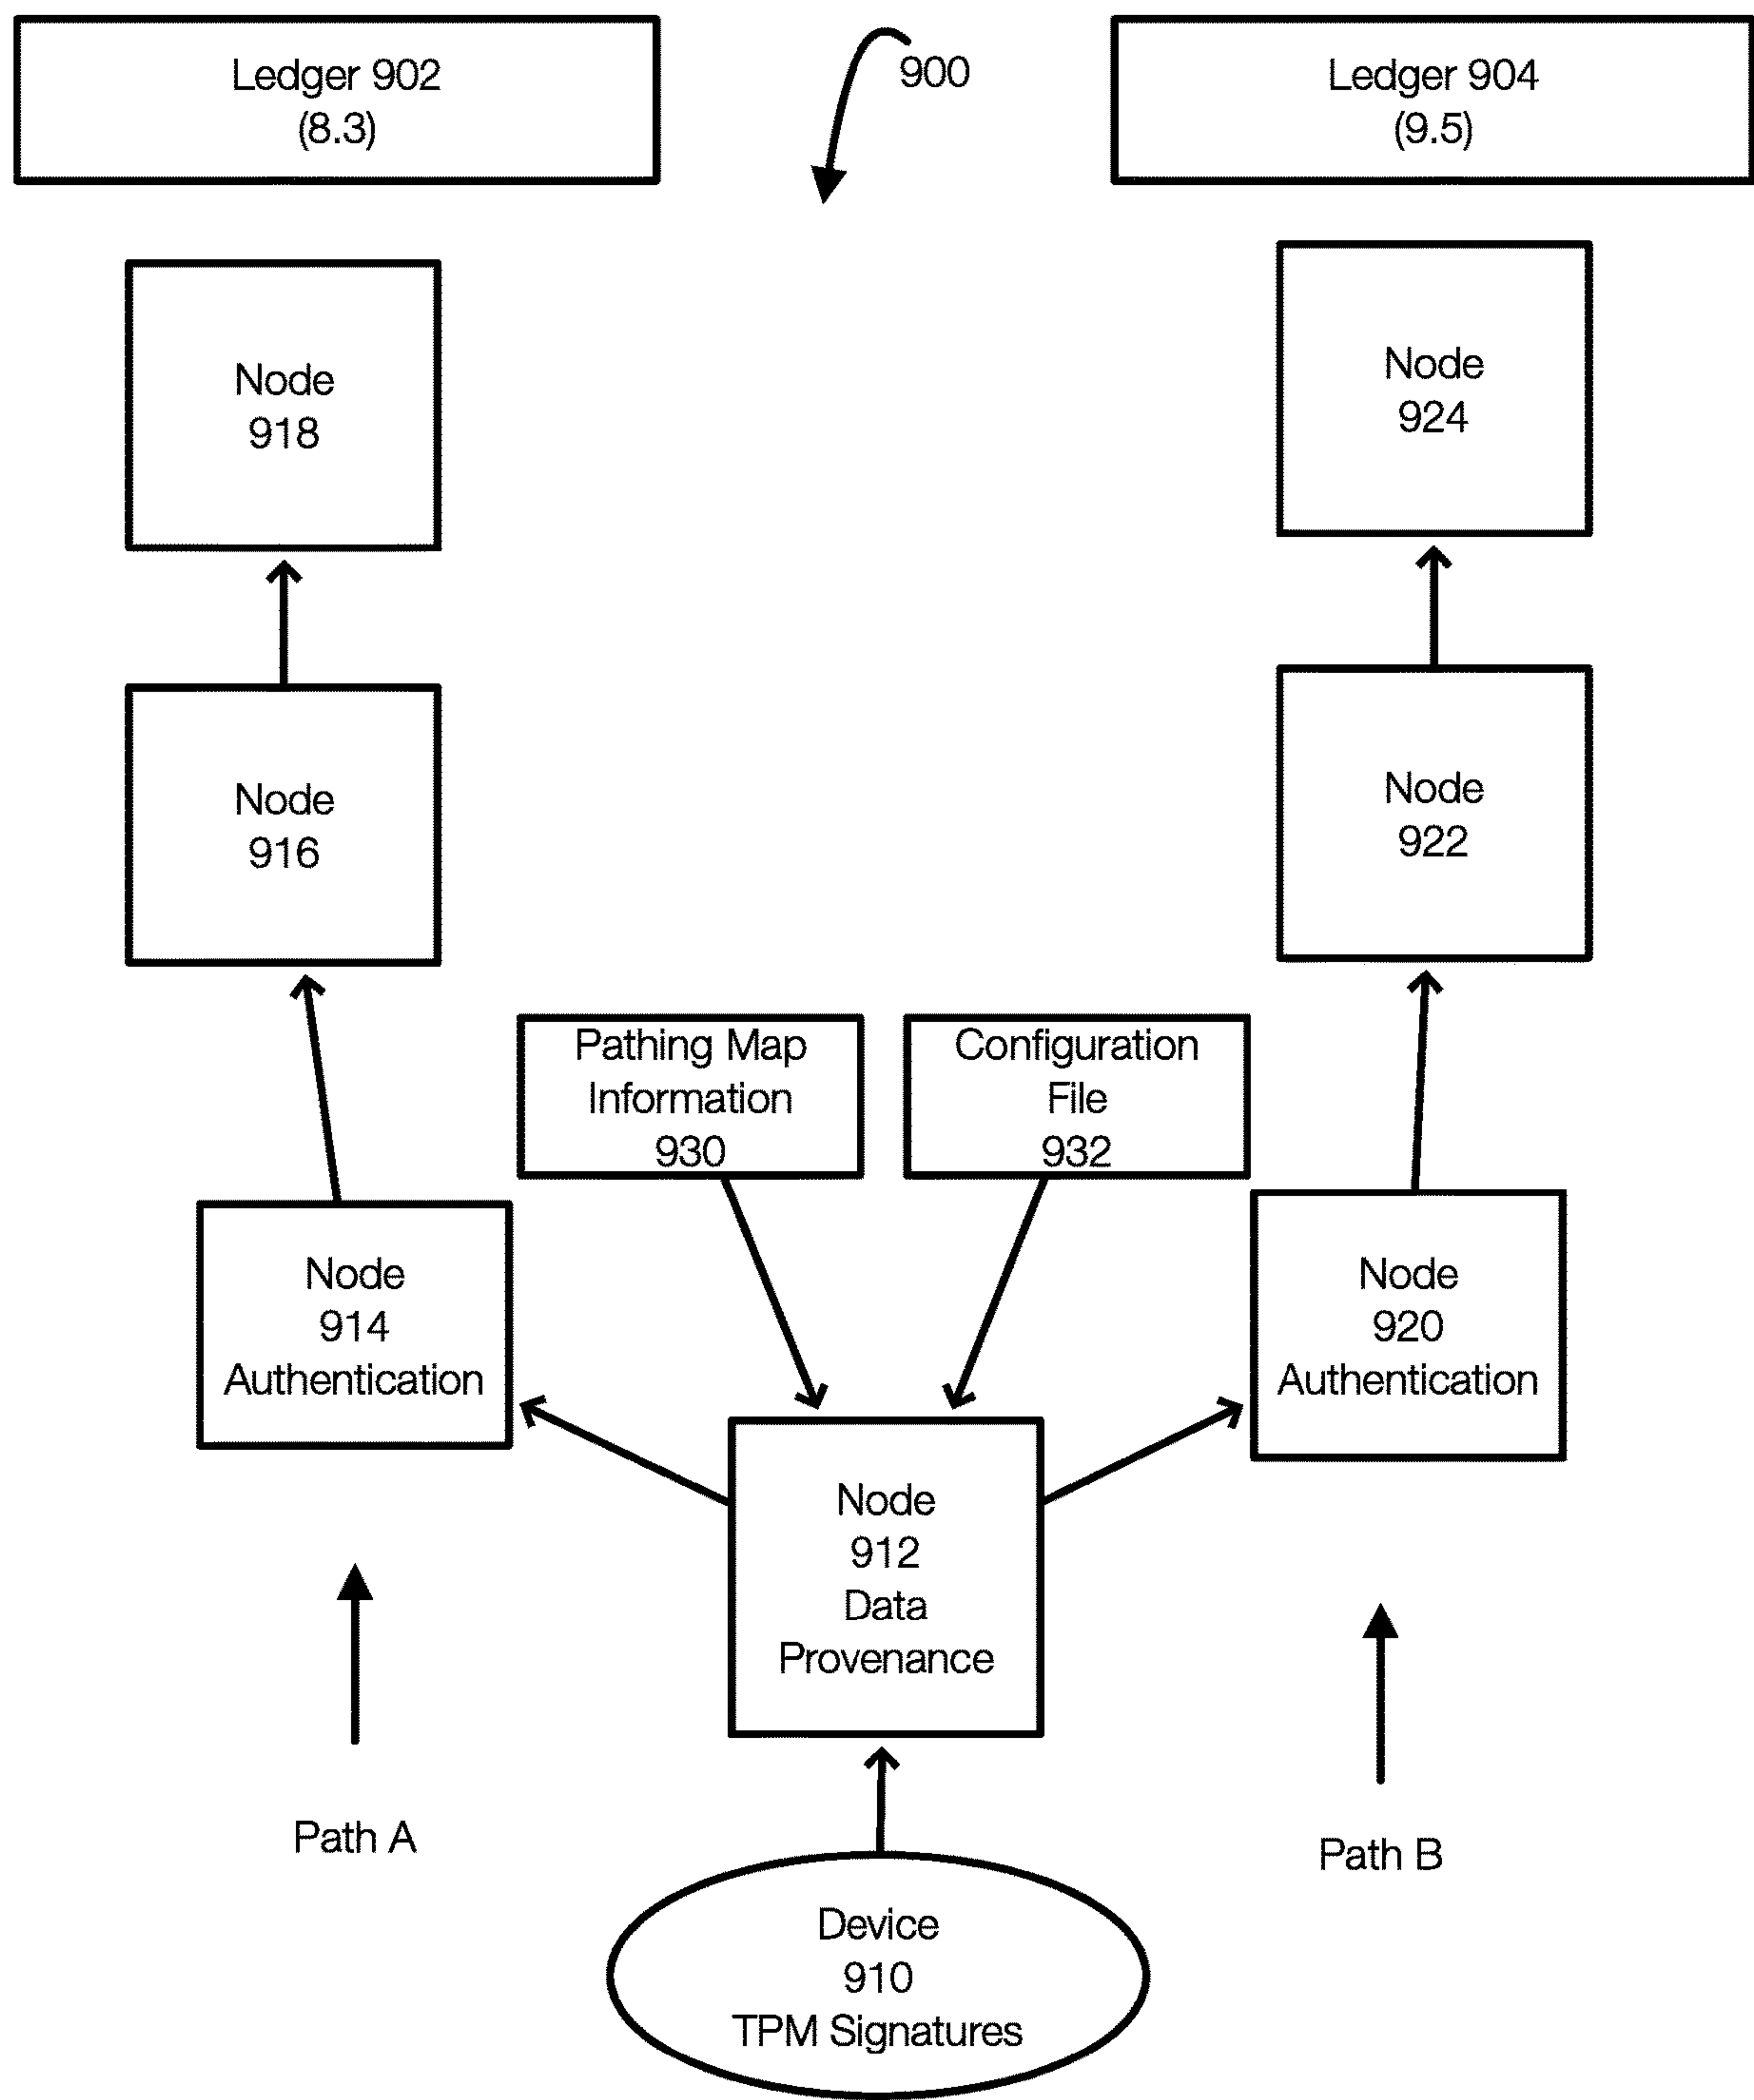 Ledger 902
(8.3)
900
Ledger 904
(9.5)
Node
918
Node
924
Node
916
Node
922
Pathing Map
Information
930
Configuration
File
932
Node
914
Authentication
Node
920
Authentication
Node
912
Data
Provenance
Path A
Path B
Device
910
TPM Signatures